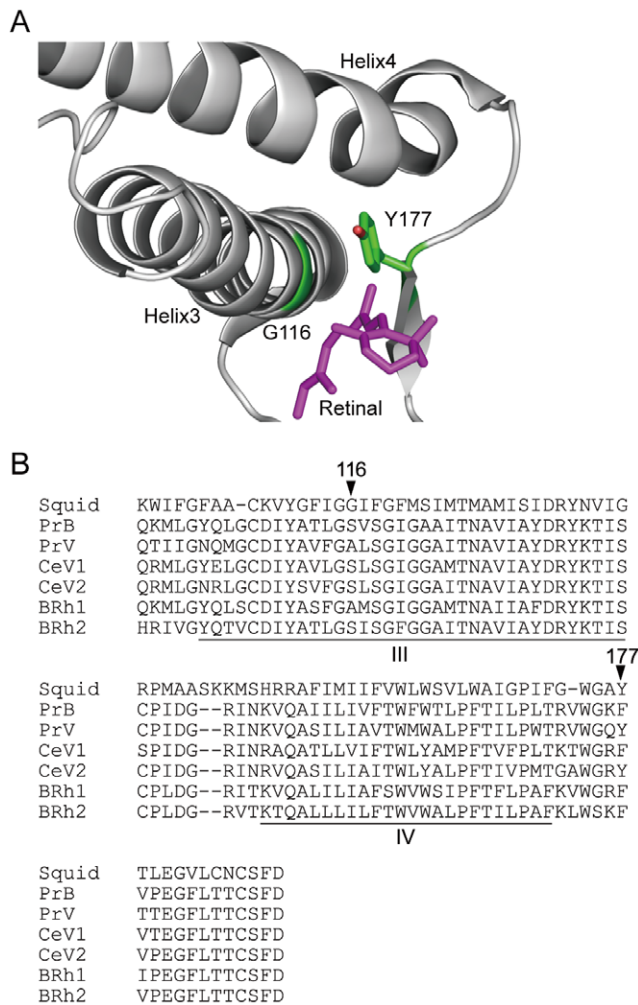 A
Helix4
Y177
Helix3
G116
Retinal
B
116
Squid KWIFGFAA-CKVYGFIGGIFGFMSIMTMAMISIDRYNVIG
PrB QKMLGYQLGCDIYATLGSVSGIGAAITNAVIAYDRYKTIS
PrV QTIIGNQMGCDIYAVFGALSGIGGAITNAVIAYDRYKTIS
CeV1 QRMLGYELGCDIYAVLGSLSGIGGAITNAVIAYDRYKTIS
CeV2 QRMLGNRLGCDIYSVFGSLSGIGGAITNAVIAYDRYKTIS
BRh1 QKMLGYQLSCDIYASFGAMSGIGGAMTNAIIAFDRYKTIS
BRh2 HRIVGYQTVCDIYATLGSISGFGGAITNAVIAYDRYKTIS
III
177
Squid RPMAASKKMSHRRAFIMIIFVWLWSVLWAIGPIFG-WGAY
PrB CPIDG--RINKVQAIILIVFTWFWTLPFTILPLTRVWGKF
PrV CPIDG--RINKVQASILIAVTWMWALPFTILPWTRVWGQY
CeV1 SPIDG--RINRAQATLLVIFTWLYAMPFTVFPLTKTWGRF
CeV2 CPIDG--RINRVQASILIAITWLYALPFTIVPMTGAWGRY
BRh1 CPLDG--RITKVQALILIAFSWVWSIPFTFLPAFKVWGRF
BRh2 CPLDG--RVTKTQALLLILFTWVWALPFTILPAFKLWSKF
IV
Squid TLEGVLCNCSFD
PrB VPEGFLTTCSFD
PrV TTEGFLTTCSFD
CeV1 VTEGFLTTCSFD
CeV2 VPEGFLTTCSFD
BRh1 IPEGFLTTCSFD
BRh2 VPEGFLTTCSFD